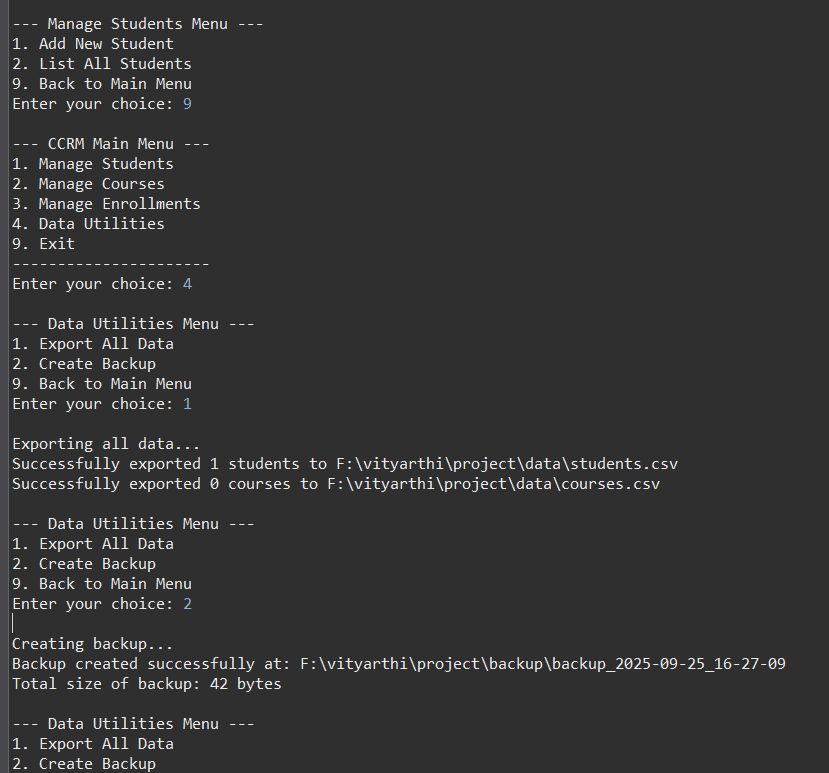 --- Manage Students Menu ---
1. Add New Student
2. List All Students
9. Back to Main Menu
Enter your choice: 9
--- CCRM Main Menu ---
1. Manage Students
2. Manage Courses
3. Manage Enrollments
4. Data Utilities
9. Exit
----------------------
Enter your choice: 4
--- Data Utilities Menu ---
1. Export All Data
2. Create Backup
9. Back to Main Menu
Enter your choice: 1
Exporting all data...
Successfully exported 1 students to F:\vityarthi\project\data\students.csv
Successfully exported 0 courses to F:\vityarthi\project\data\courses.csv
--- Data Utilities Menu ---
1. Export All Data
2. Create Backup
9. Back to Main Menu
Enter your choice: 2
Creating backup...
Backup created successfully at: F:\vityarthi\project\backup\backup_2025-09-25_16-27-09
Total size of backup: 42 bytes
--- Data Utilities Menu ---
1. Export All Data
2. Create Backup